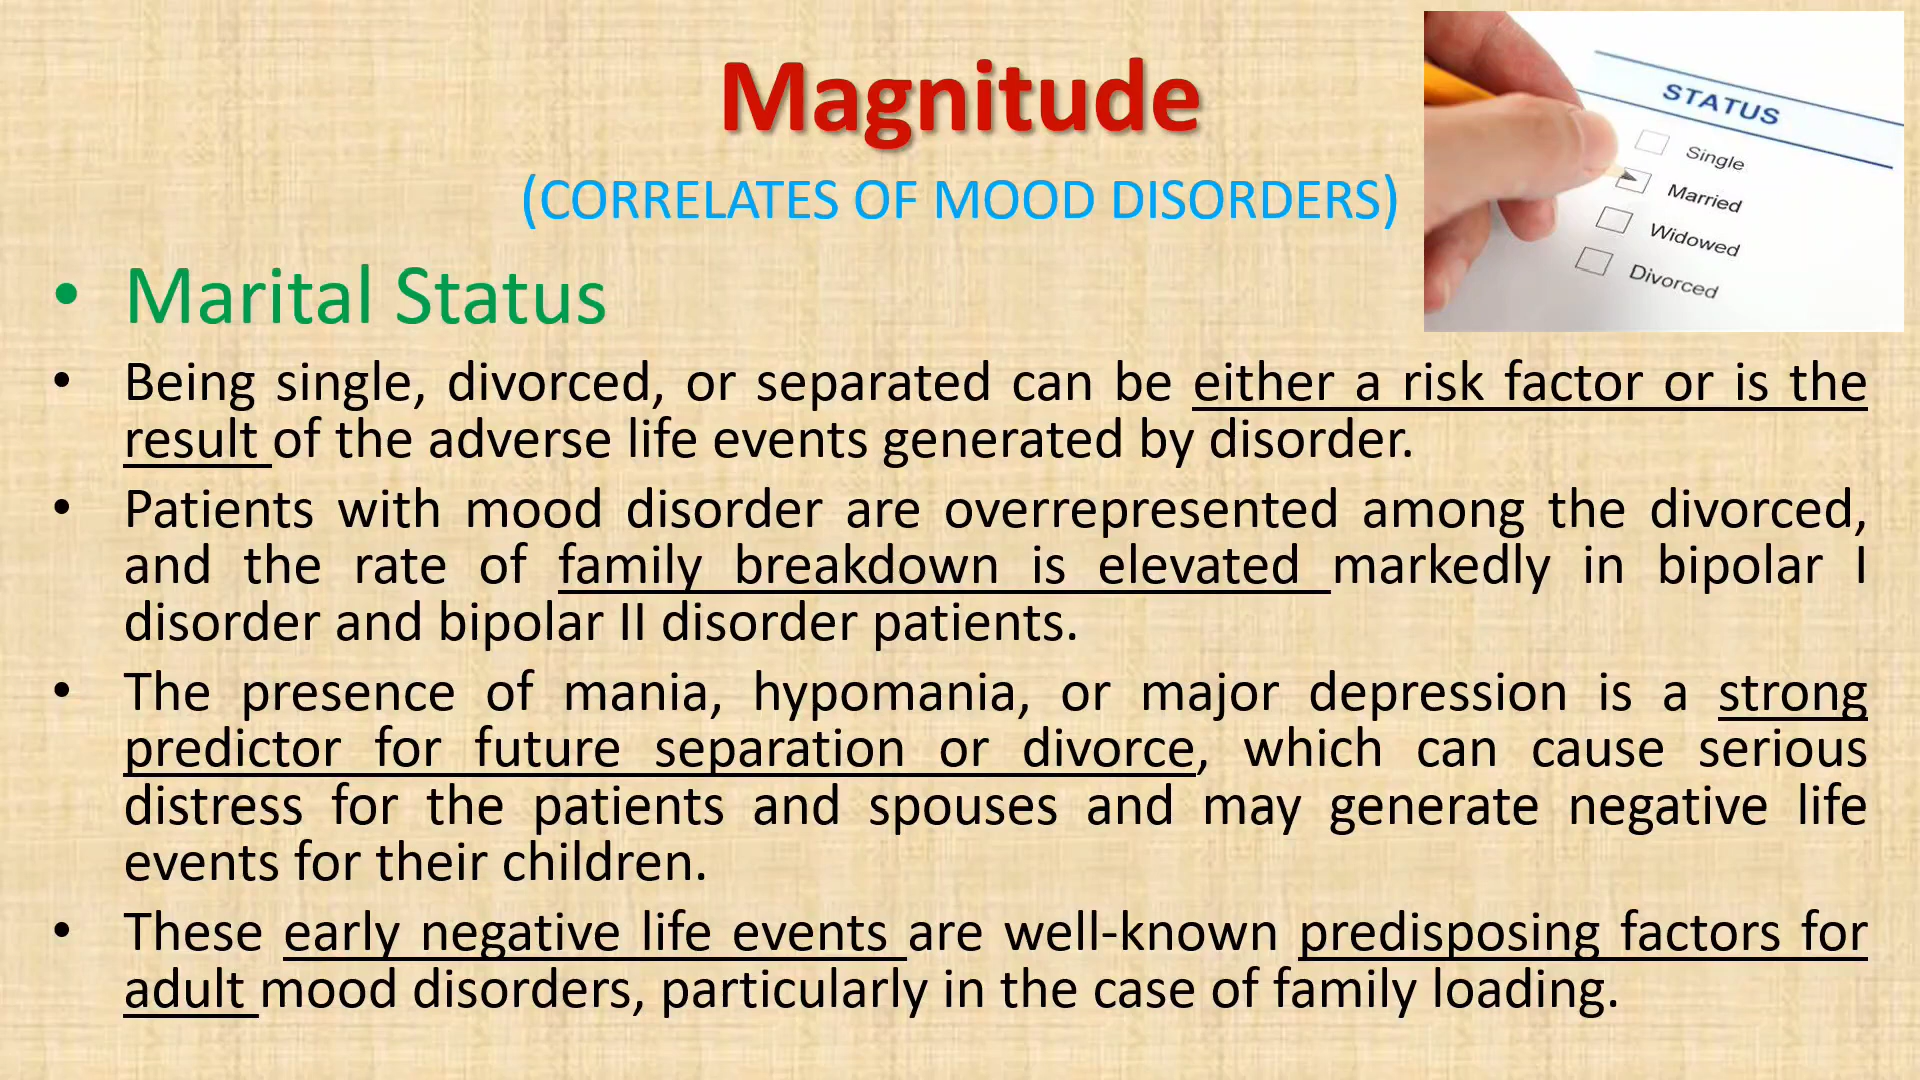 Magnitude
(CORRELATES OF MOOD DISORDERS)
STATUS
Single
Married
Widowed
Divorced
• Marital Status
• Being single, divorced, or separated can be either a risk factor or is the
result of the adverse life events generated by disorder.
• Patients with mood disorder are overrepresented among the divorced,
and the rate of family breakdown is elevated markedly in bipolar I
disorder and bipolar II disorder patients.
• The presence of mania, hypomania, or major depression is a strong
predictor for future separation or divorce, which can cause serious
distress for the patients and spouses and may generate negative life
events for their children.
• These early negative life events are well-known predisposing factors for
adult mood disorders, particularly in the case of family loading.